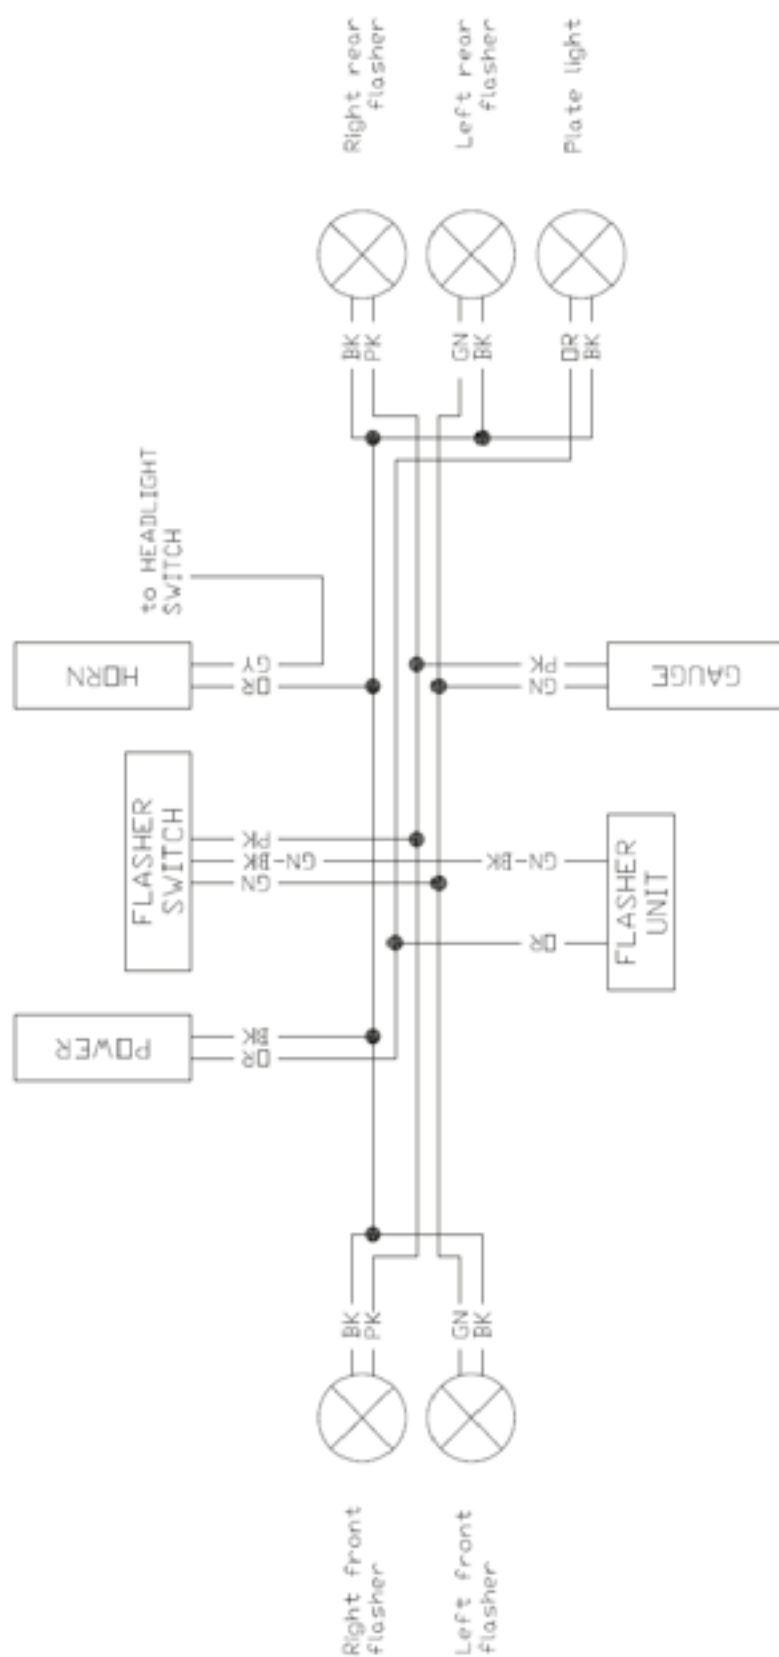 Right rear
flasher
Left rear
flasher
Plate light
BK
PK
GN
BK
OR
BK
to HEADLIGHT
SWITCH
HORN
GY
OR
PK
GN
GAUGE
FLASHER
SWITCH
PK
GN-BK
GN
GN-BK
OR
FLASHER
UNIT
POWER
BK
OR
BK
PK
GN
BK
Right front
flasher
Left front
flasher